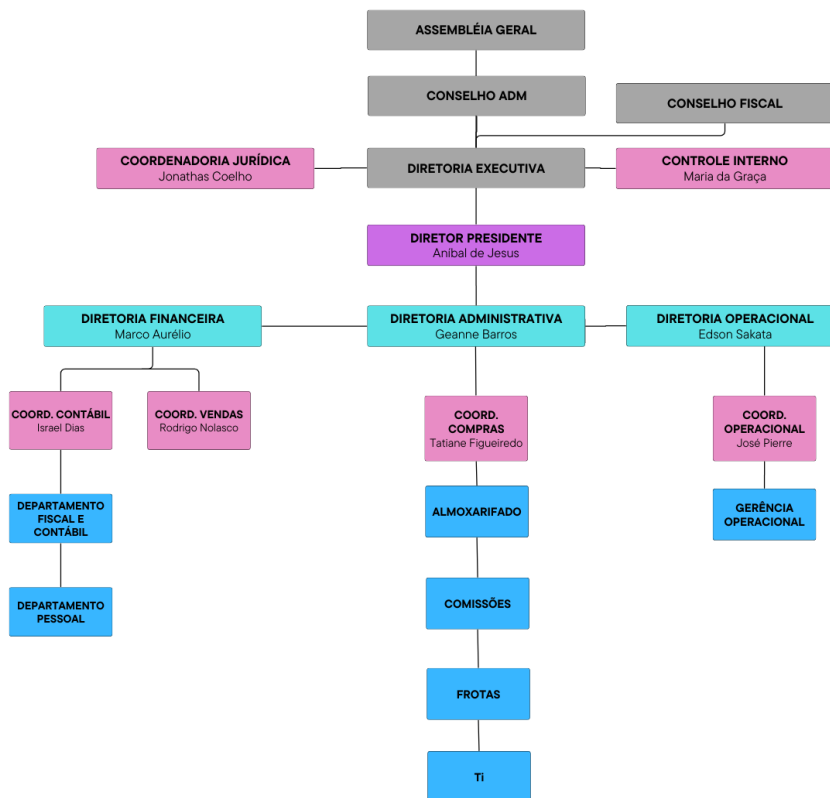 ASSEMBLÉIA GERAL
CONSELHO ADM
CONSELHO FISCAL
COORDENADORIA JURÍDICA
Jonathas Coelho
DIRETORIA EXECUTIVA
CONTROLE INTERNO
Maria da Graça
DIRETOR PRESIDENTE
Aníbal de Jesus
DIRETORIA FINANCEIRA
Marco Aurélio
DIRETORIA ADMINISTRATIVA
Geanne Barros
DIRETORIA OPERACIONAL
Edson Sakata
COORD. CONTÁBIL
Israel Dias
COORD. VENDAS
Rodrigo Nolasco
COORD.
COMPRAS
Tatiane Figueiredo
COORD.
OPERACIONAL
José Pierre
DEPARTAMENTO
FISCAL E
CONTÁBIL
ALMOXARIFADO
GERÊNCIA
OPERACIONAL
DEPARTAMENTO
PESSOAL
COMISSÕES
FROTAS
Ti